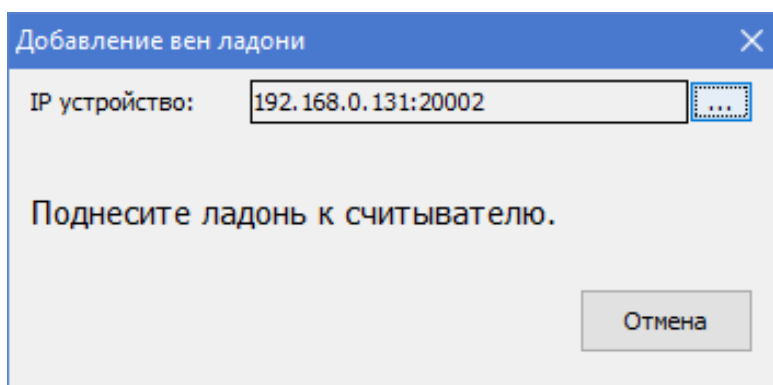 Добавление вен ладони
IP устройство: 192.168.0.131:20002 ...
Поднесите ладонь к считывателю.
Отмена